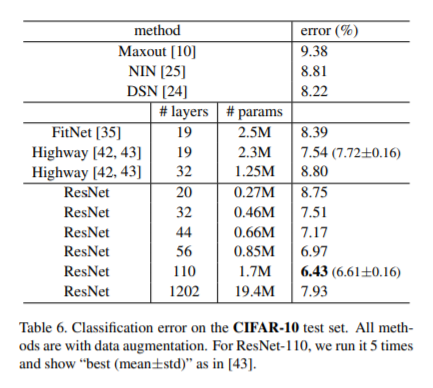 method error (%)
Maxout [10] 9.38
NIN [25] 8.81
DSN [24] 8.22
# layers # params
FitNet [35] 19 2.5M 8.39
Highway [42, 43] 19 2.3M 7.54 (7.72±0.16)
Highway [42, 43] 32 1.25M 8.80
ResNet 20 0.27M 8.75
ResNet 32 0.46M 7.51
ResNet 44 0.66M 7.17
ResNet 56 0.85M 6.97
ResNet 110 1.7M 6.43 (6.61±0.16)
ResNet 1202 19.4M 7.93
Table 6. Classification error on the CIFAR-10 test set. All meth-
ods are with data augmentation. For ResNet-110, we run it 5 times
and show “best (mean±std)” as in [43].